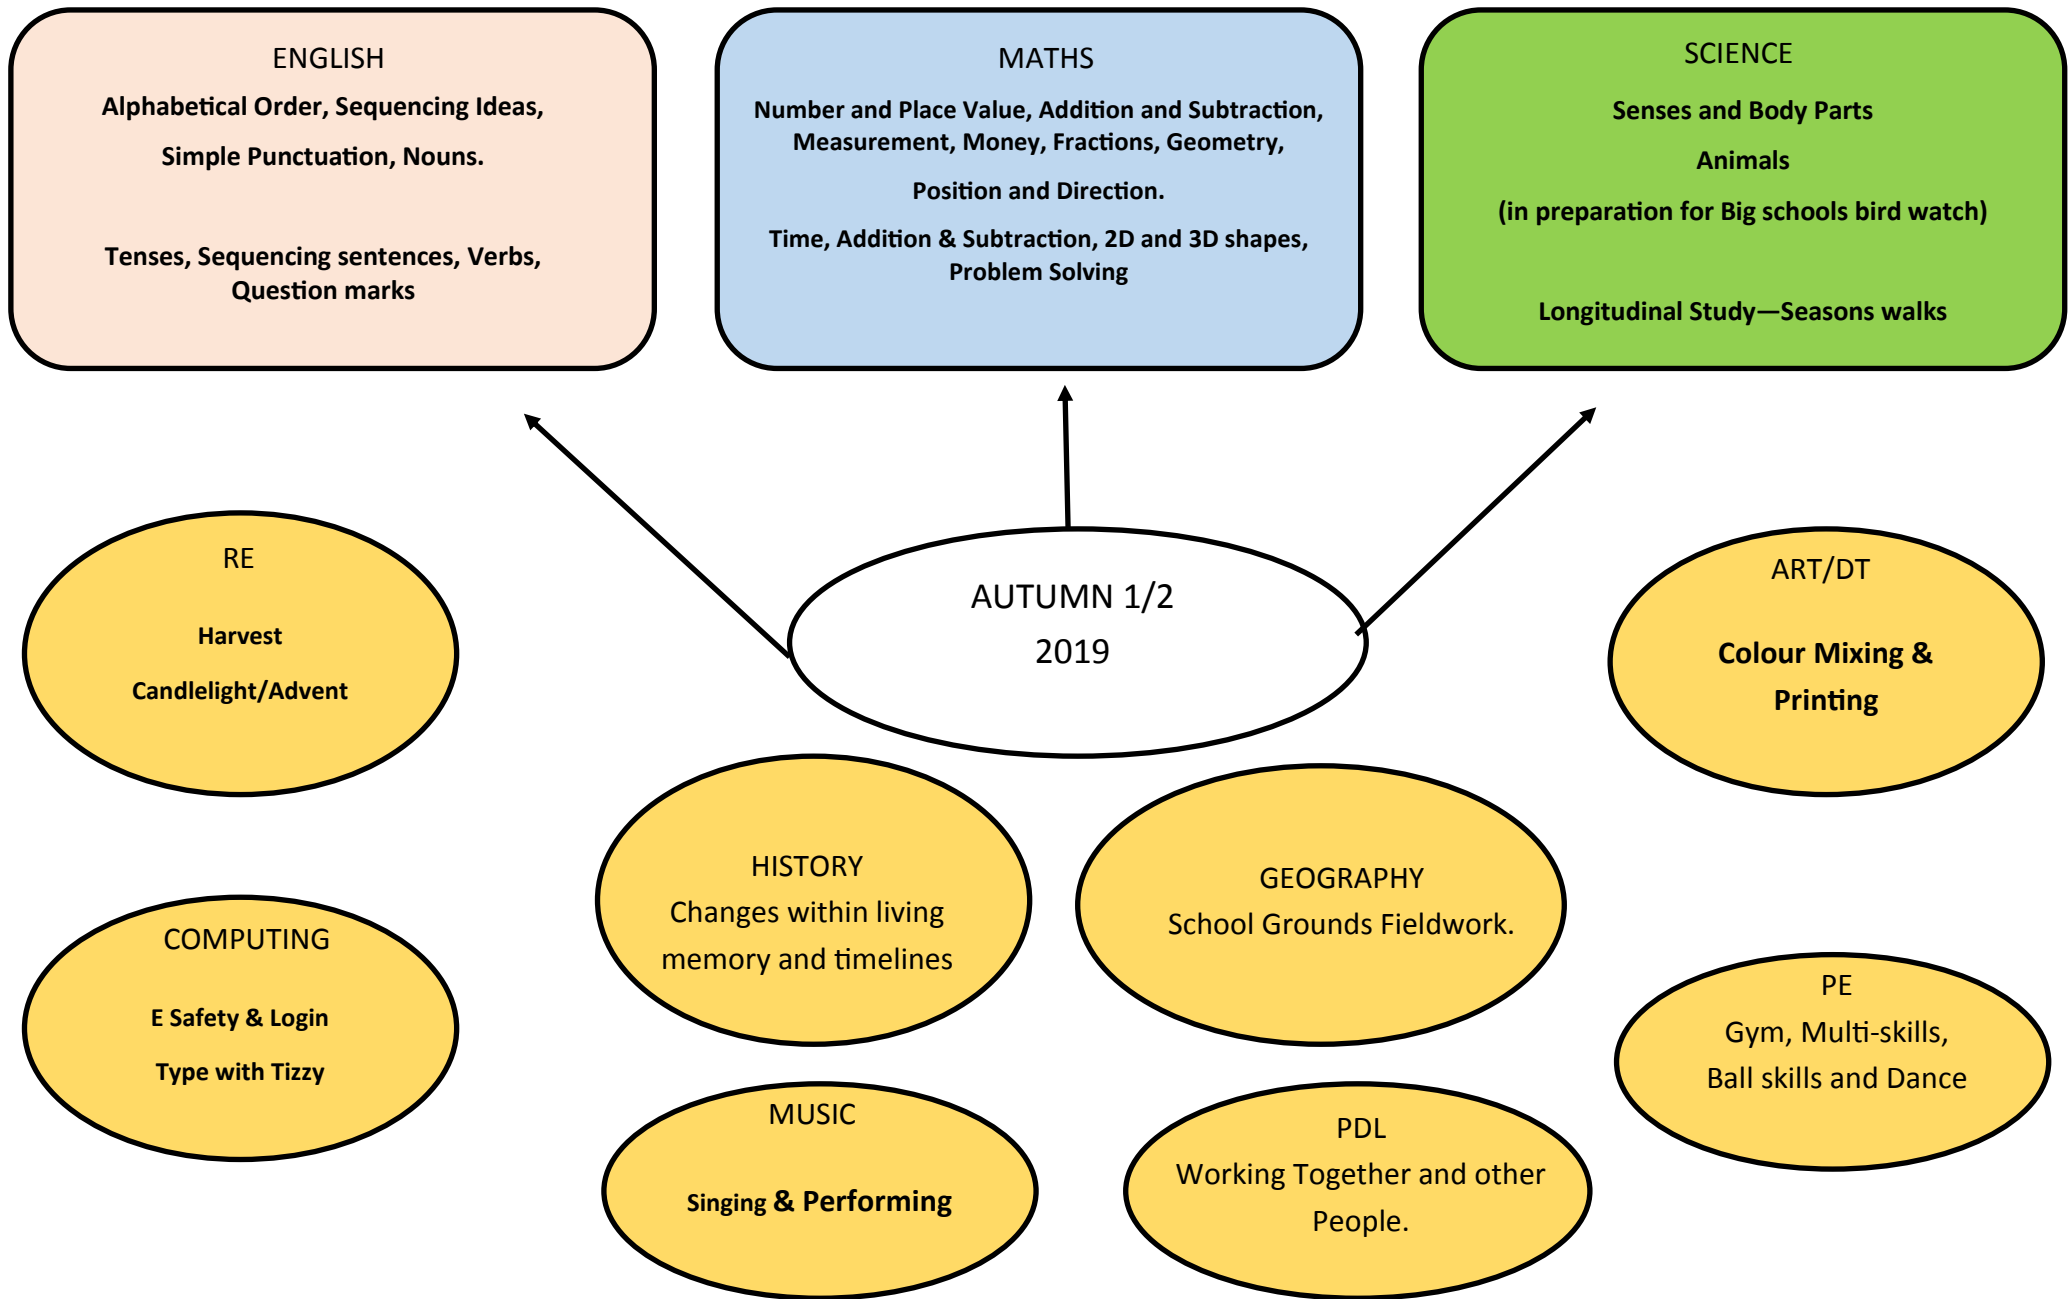 ENGLISH
Alphabetical Order, Sequencing Ideas,
Simple Punctuation, Nouns.
Tenses, Sequencing sentences, Verbs,
Question marks
MATHS
Number and Place Value, Addition and Subtraction,
Measurement, Money, Fractions, Geometry,
Position and Direction.
Time, Addition & Subtraction, 2D and 3D shapes,
Problem Solving
SCIENCE
Senses and Body Parts
Animals
(in preparation for Big schools bird watch)
Longitudinal Study—Seasons walks
RE
Harvest
Candlelight/Advent
AUTUMN 1/2
2019
ART/DT
Colour Mixing &
Printing
HISTORY
Changes within living
memory and timelines
GEOGRAPHY
School Grounds Fieldwork.
COMPUTING
E Safety & Login
Type with Tizzy
PE
Gym, Multi-skills,
Ball skills and Dance
MUSIC
Singing & Performing
PDL
Working Together and other
People.